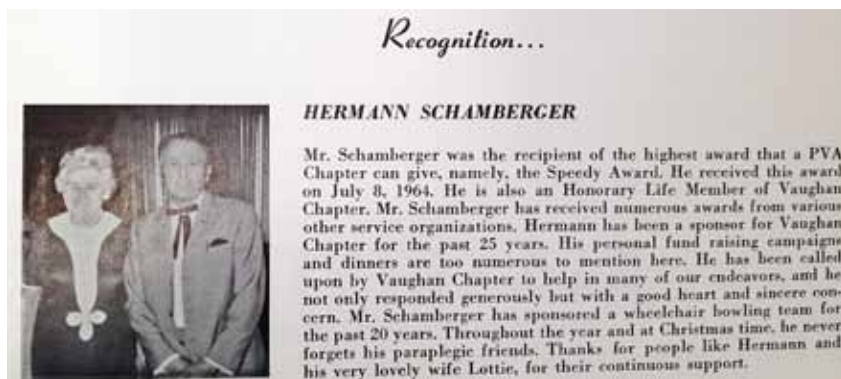 Recognition...
HERMANN SCHAMBERGER
Mr. Schamberger was the recipient of the highest award that a PVA
Chapter can give, namely, the Speedy Award. He received this award
on July 8, 1964. He is also an Honorary Life Member of Vaughan
Chapter. Mr. Schamberger has received numerous awards from various
other service organizations. Hermann has been a sponsor for Vaughan
Chapter for the past 25 years. His personal fund raising campaigns
and dinners are too numerous to mention here. He has been called
upon by Vaughan Chapter to help in many of our endeavors, and he
not only responded generously but with a good heart and sincere con-
cern. Mr. Schamberger has sponsored a wheelchair bowling team for
the past 20 years. Throughout the year and at Christmas time, he never
forgets his paraplegic friends. Thanks for people like Hermann and
his very lovely wife Lottie, for their continuous support.